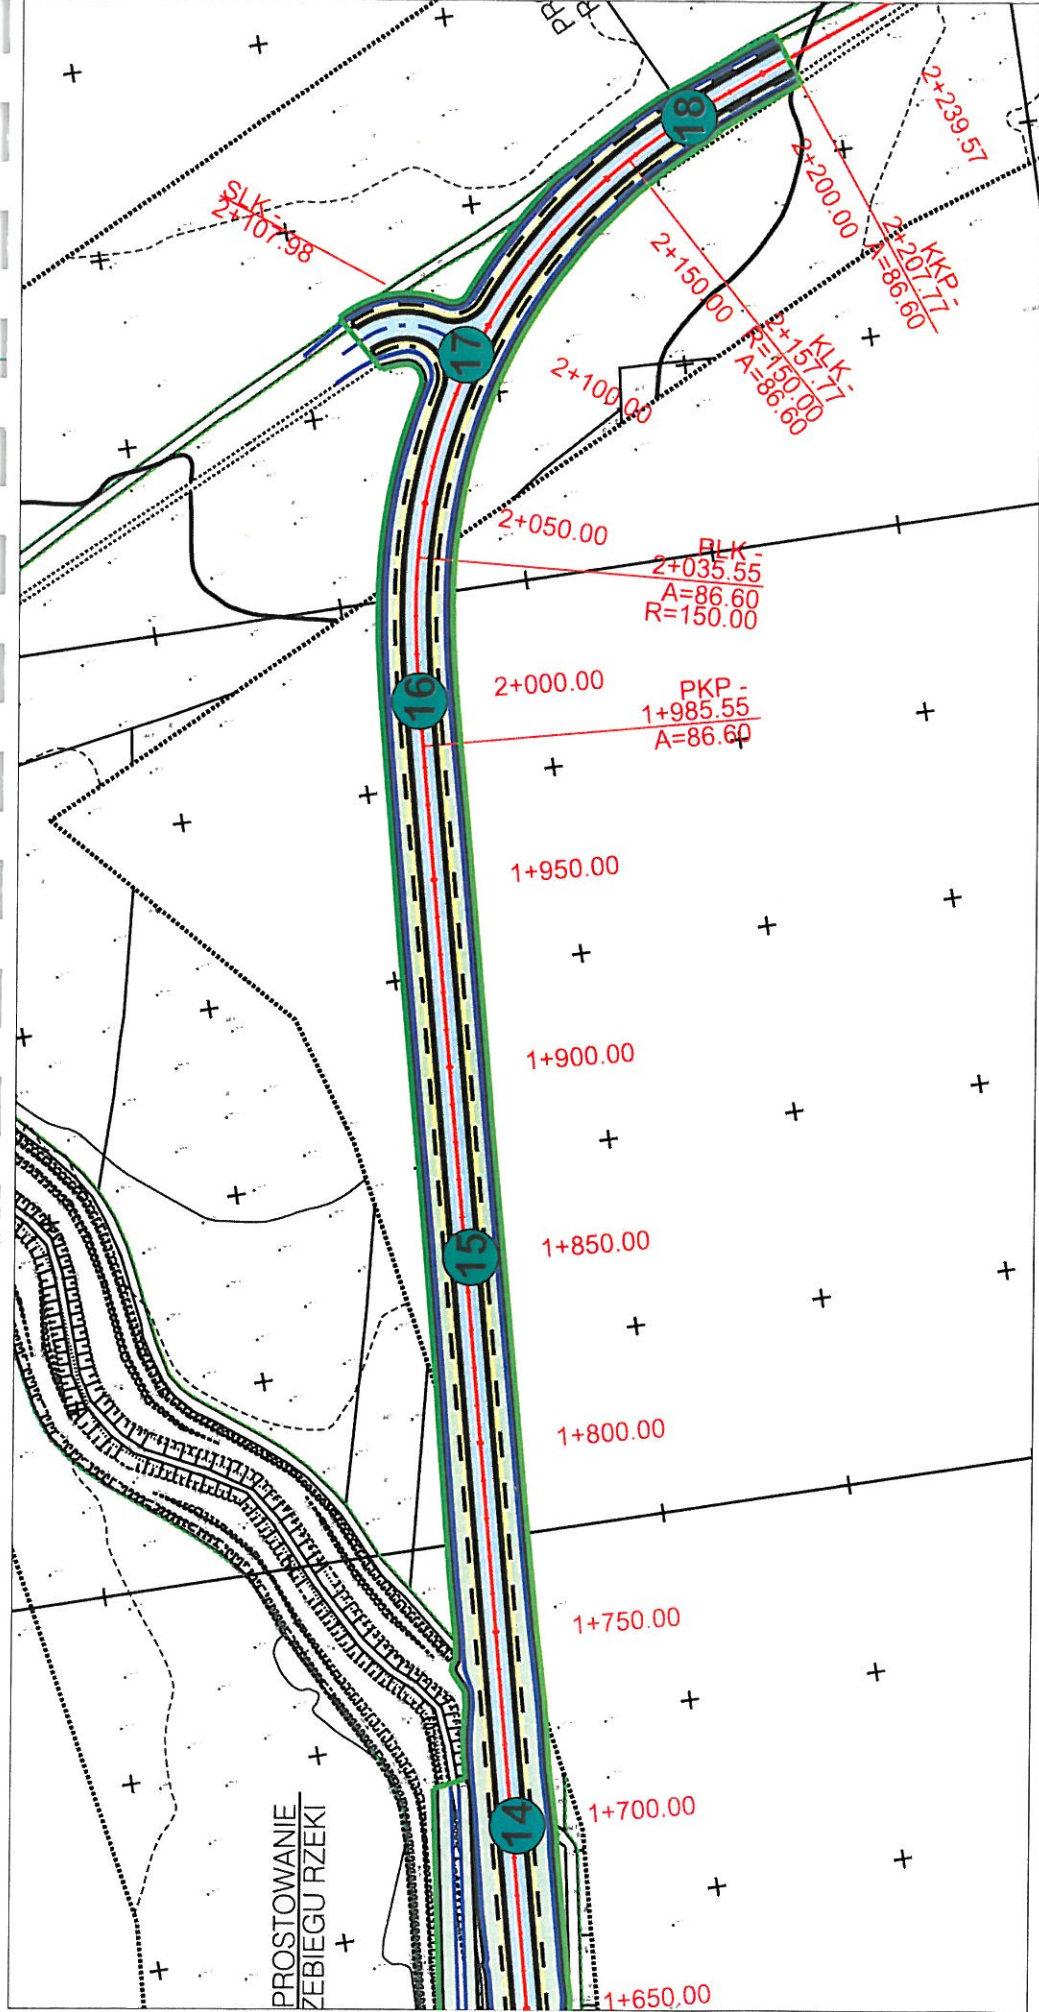 PR
R
18
2+239.57
SLK -
2+107.98
2+200.00
KKP -
2+207.77
A=86.60
2+150.00
17
KLK -
2+157.77
R=150.00
A=86.60
2+100.00
2+050.00
PLK -
2+035.55
A=86.60
R=150.00
16
2+000.00
PKP -
1+985.55
A=86.60
1+950.00
1+900.00
15
1+850.00
1+800.00
1+750.00
14
1+700.00
PROSTOWANIE
ZEBIEGU RZEKI
1+650.00